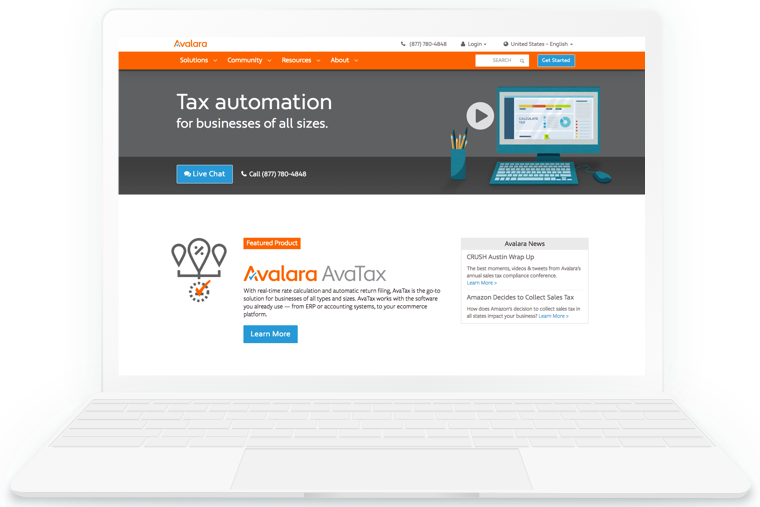 Avalara
(877) 780-4848
Login
United States - English
Solutions
Community
Resources
About
SEARCH
Get Started
Tax automation
for businesses of all sizes.
CALCULATE
TAX
Live Chat
Call (877) 780-4848
Featured Product
Avalara AvaTax
With real-time rate calculation and automatic return filing, AvaTax is the go-to
solution for businesses of all types and sizes. AvaTax works with the software
you already use — from ERP or accounting systems, to your ecommerce
platform.
Learn More
Avalara News
CRUSH Austin Wrap Up
The best moments, videos & tweets from Avalara's
annual sales tax compliance conference.
Learn More »
Amazon Decides to Collect Sales Tax
How does Amazon's decision to collect sales tax in
all states impact your business? Learn More »